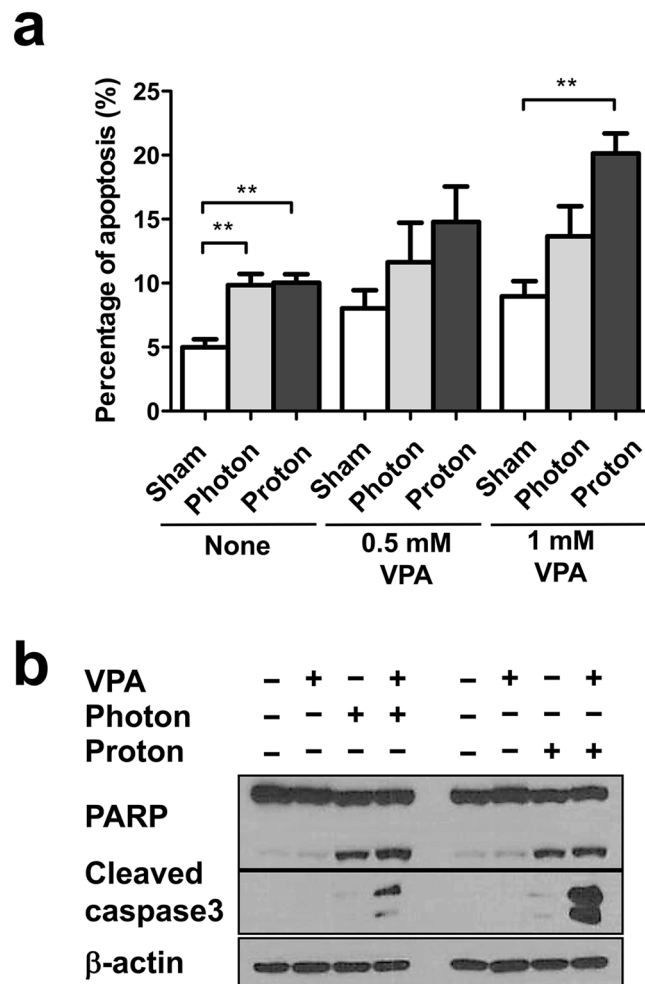 a
Percentage of apoptosis (%)
25
20
15
10
5
0
**
**
**
Sham
Photon
Proton
Sham
Photon
Proton
Sham
Photon
Proton
None
0.5 mM
VPA
1 mM
VPA
b
VPA – + – + – + – +
Photon – – + + – – – –
Proton – – – – – – + +
PARP
Cleaved
caspase3
β-actin